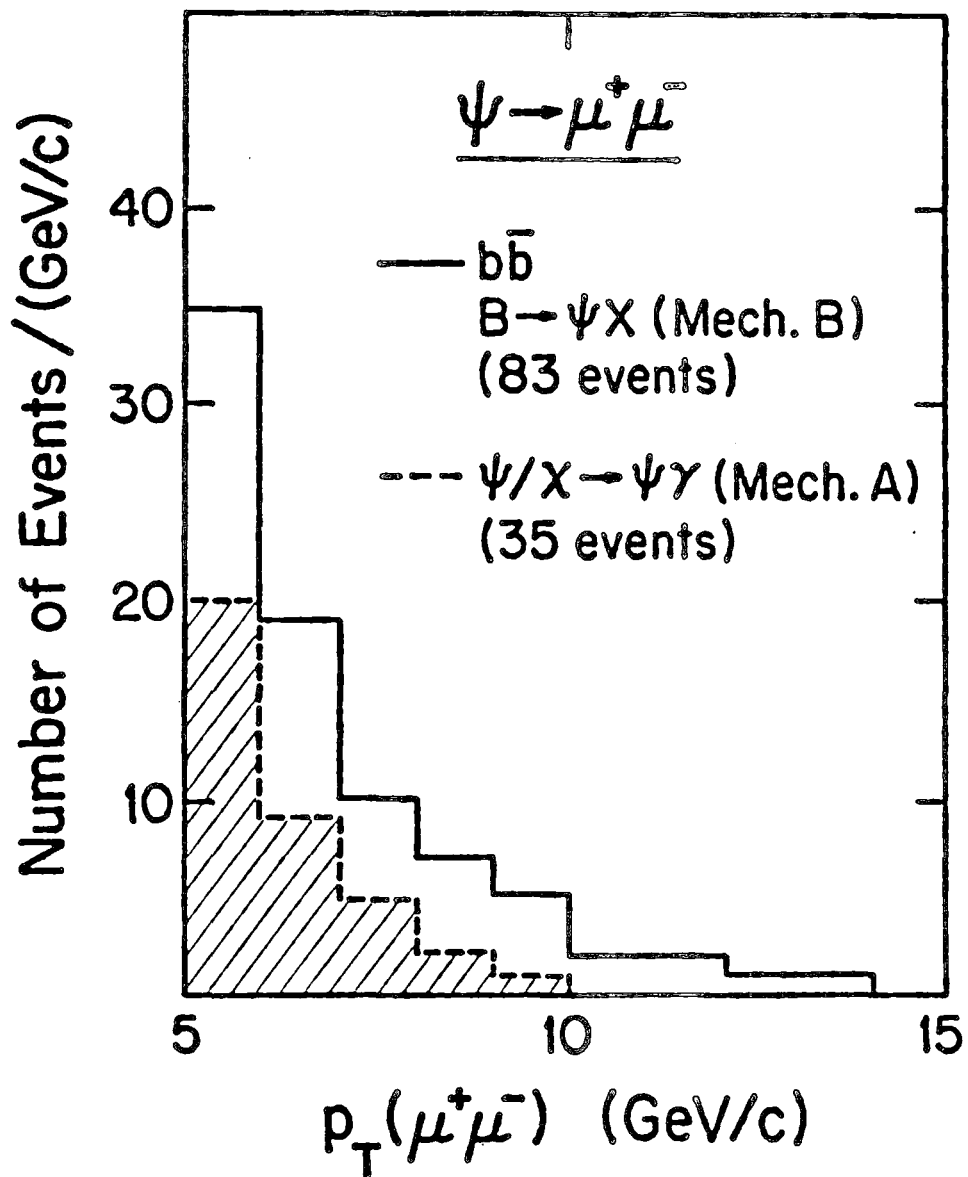 ψ → μ⁺μ⁻
bb̄
B → ψX (Mech. B)
(83 events)
ψ/χ → ψγ (Mech. A)
(35 events)
Number of Events / (GeV/c)
40
30
20
10
5
10
15
p_T(μ⁺μ⁻) (GeV/c)